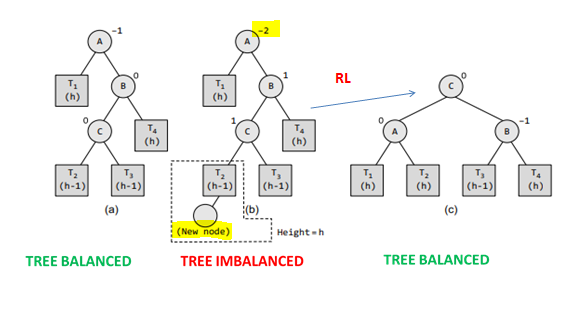 A -1
T1 (h)
B 0
C 0
T4 (h)
T2 (h-1)
T3 (h-1)
(a)
A -2
T1 (h)
B 1
C 1
T4 (h)
T2 (h-1)
T3 (h-1)
(New node)
(b)
Height = h
RL
C 0
A 0
B -1
T1 (h)
T2 (h)
T3 (h-1)
T4 (h)
(c)
TREE BALANCED
TREE IMBALANCED
TREE BALANCED